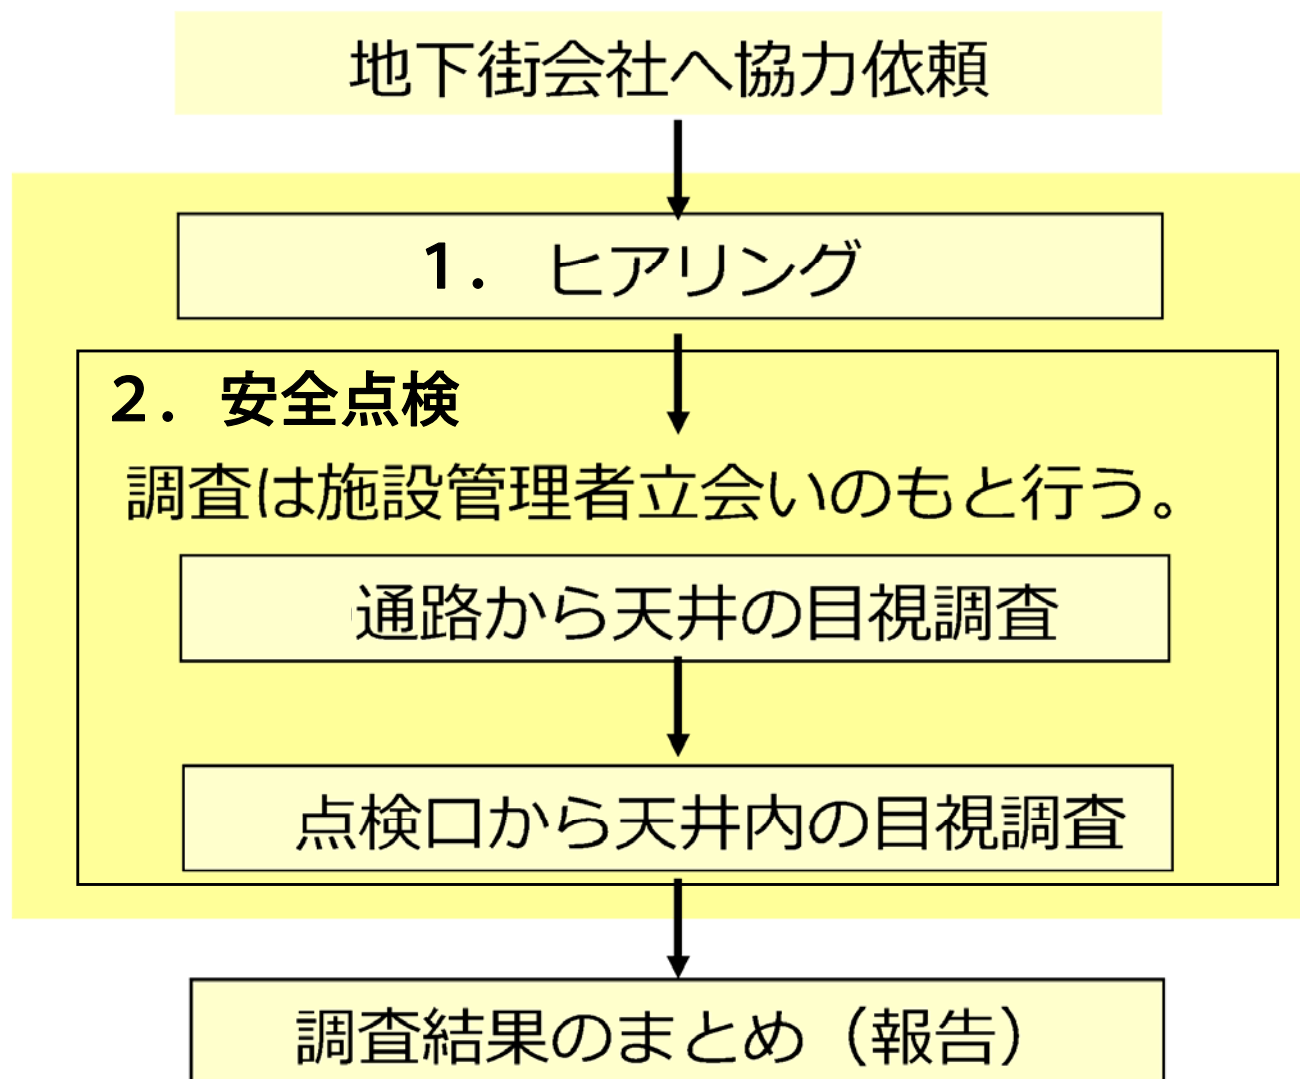 地下街会社へ協力依頼
1. ヒアリング
2. 安全点検
調査は施設管理者立会いのもと行う。
通路から天井の目視調査
点検口から天井内の目視調査
調査結果のまとめ（報告）